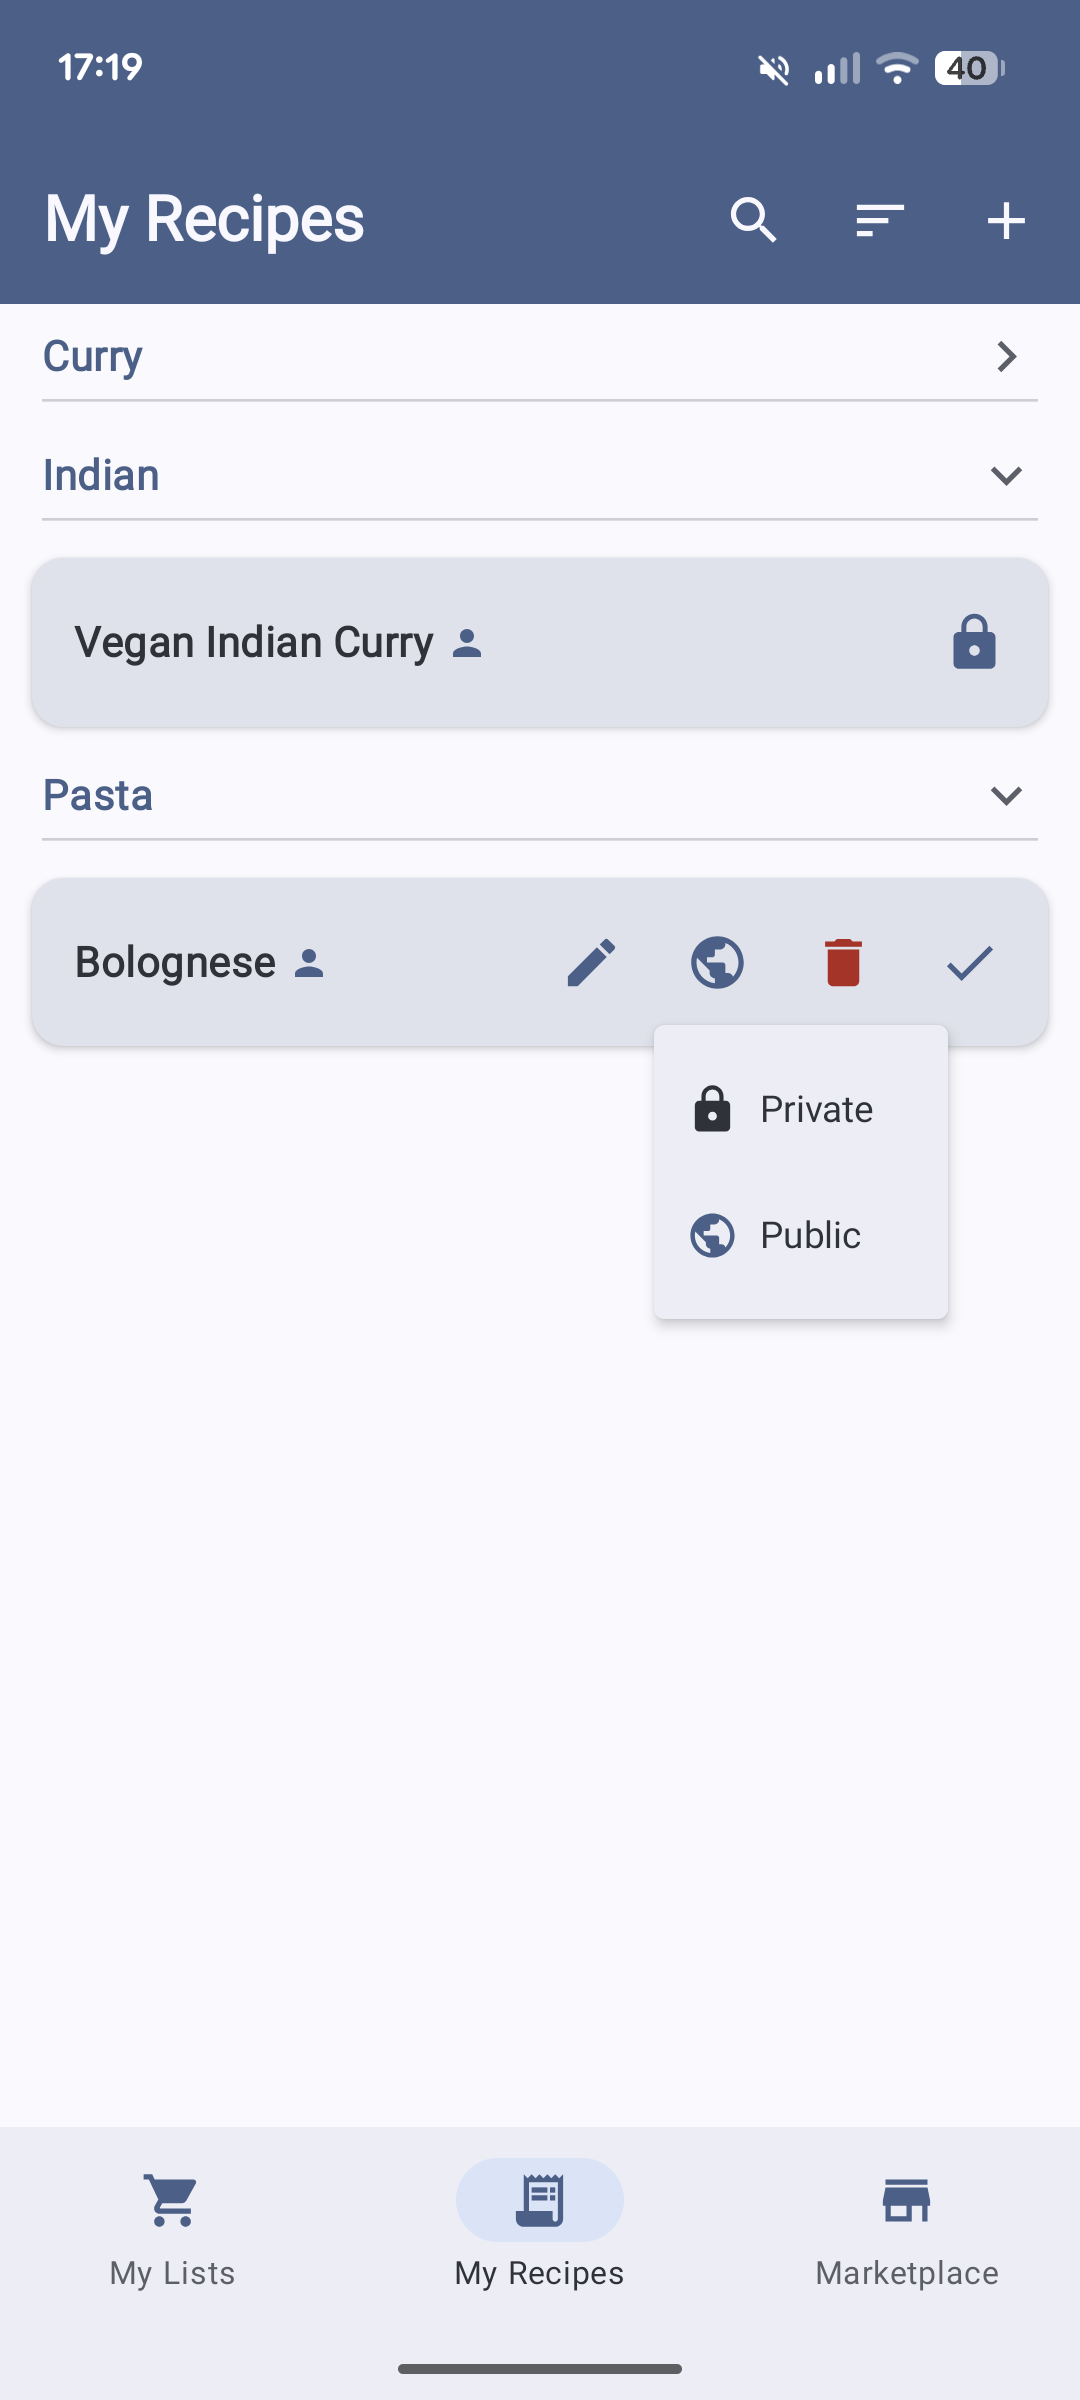 17:19
40
My Recipes
Curry
Indian
Vegan Indian Curry
Pasta
Bolognese
Private
Public
My Lists
My Recipes
Marketplace